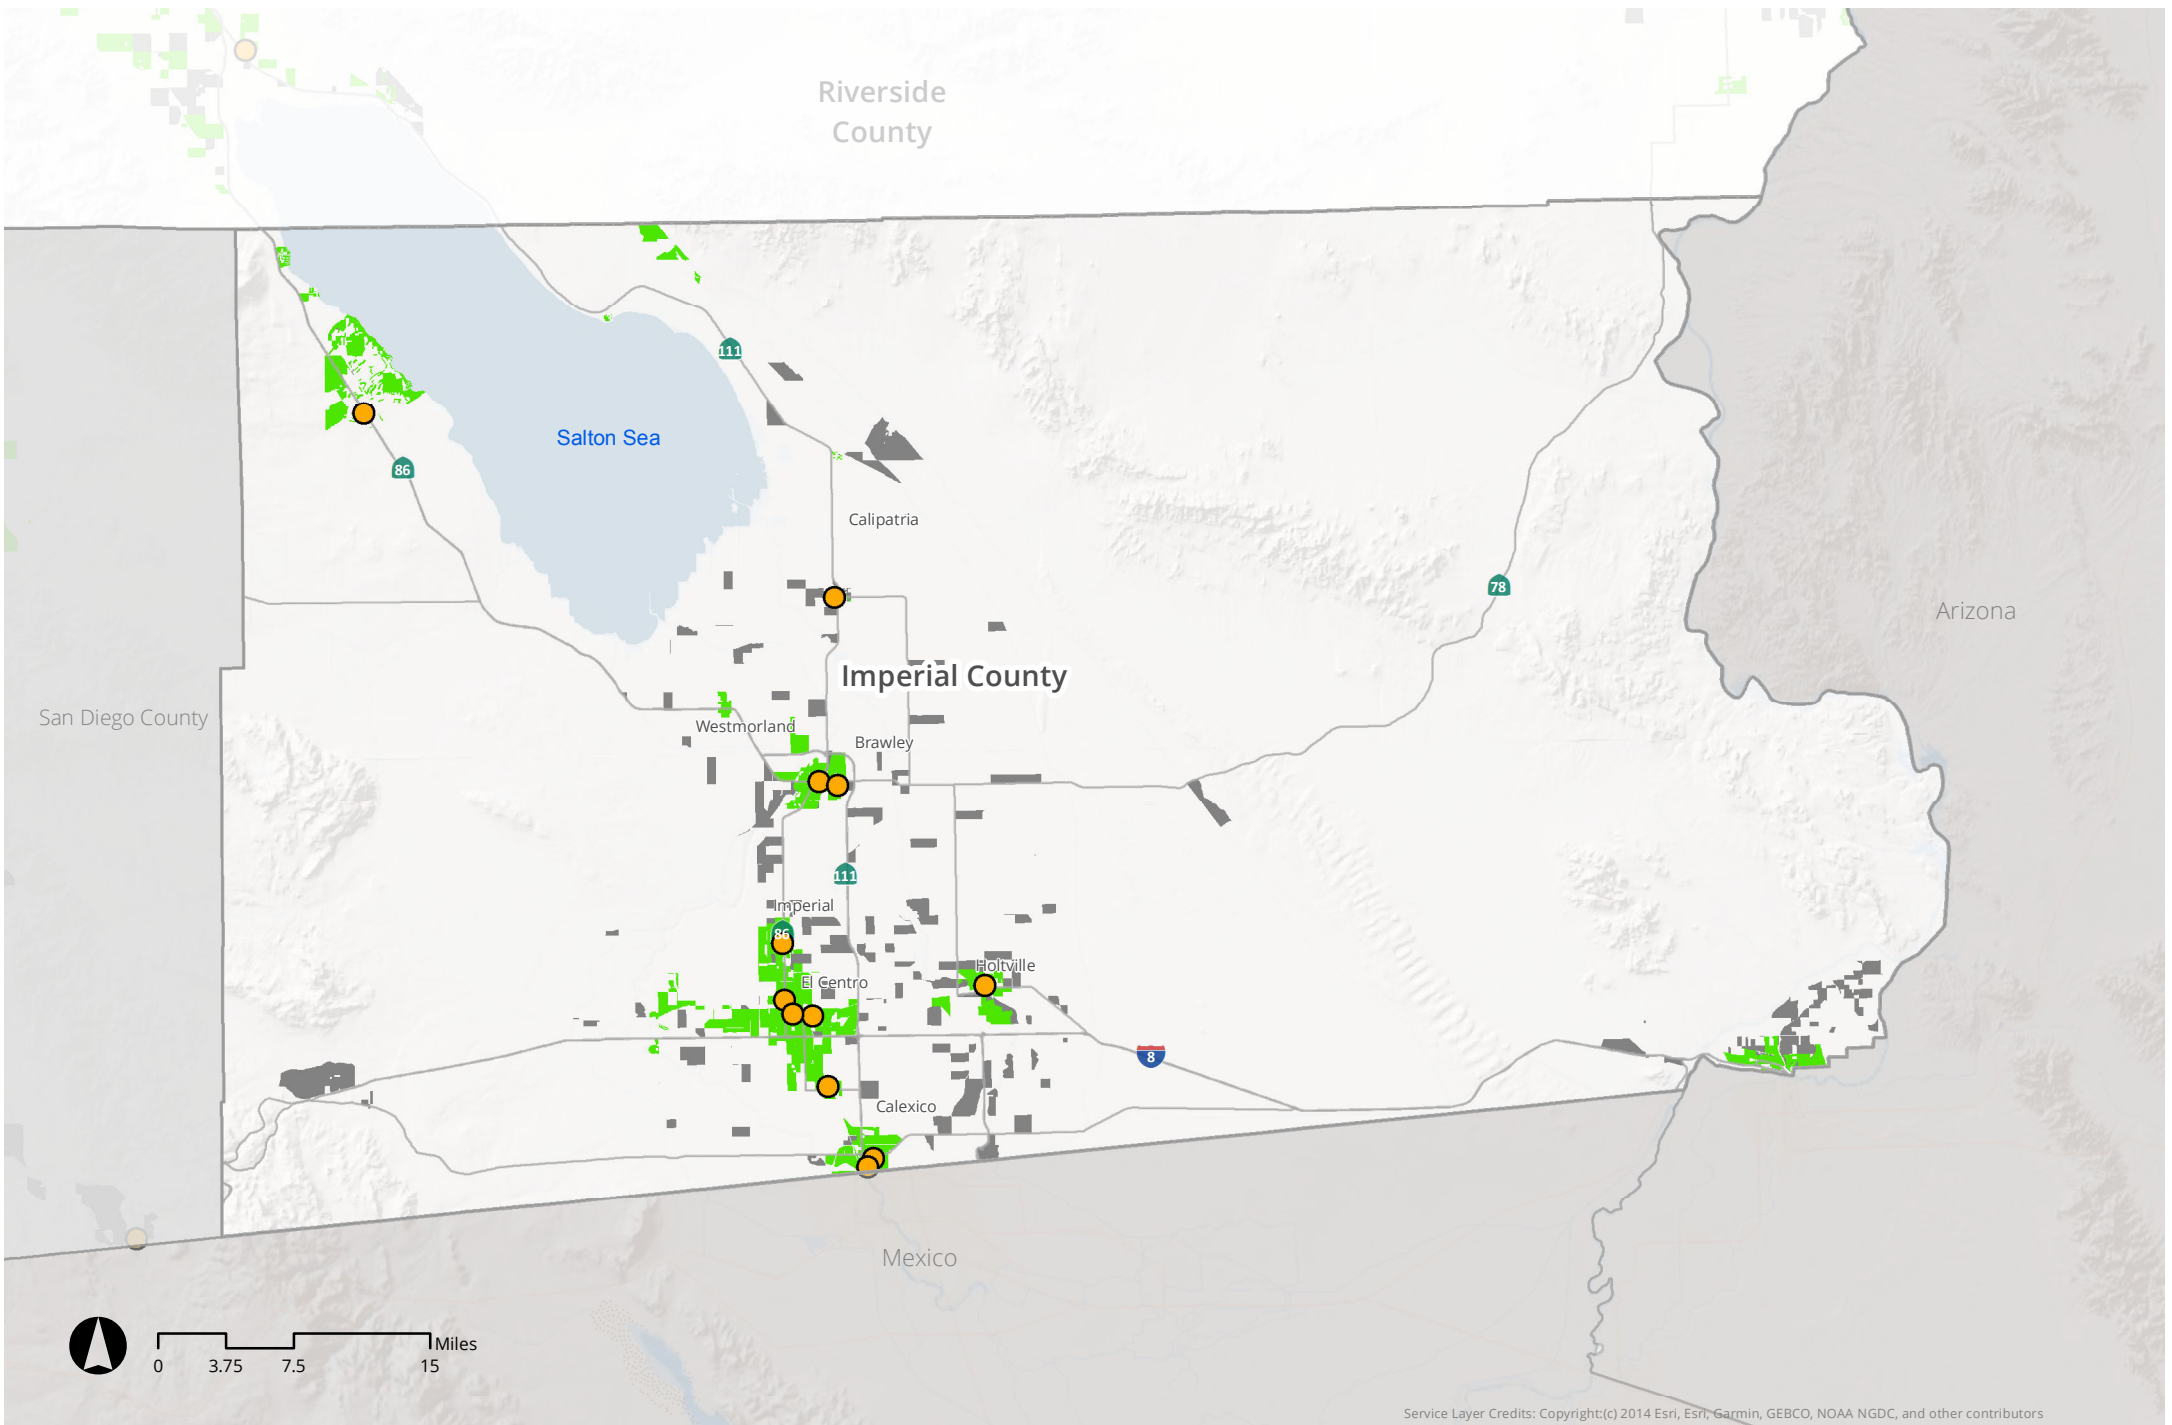 Riverside
County
111
Salton Sea
86
Calipatria
78
Arizona
Imperial County
San Diego County
Westmorland
Brawley
111
Imperial
86
Holtville
El Centro
8
Calexico
Mexico
Miles
0 3.75 7.5 15
Service Layer Credits: Copyright:(c) 2014 Esri, Esri, Garmin, GEBCO, NOAA NGDC, and other contributors